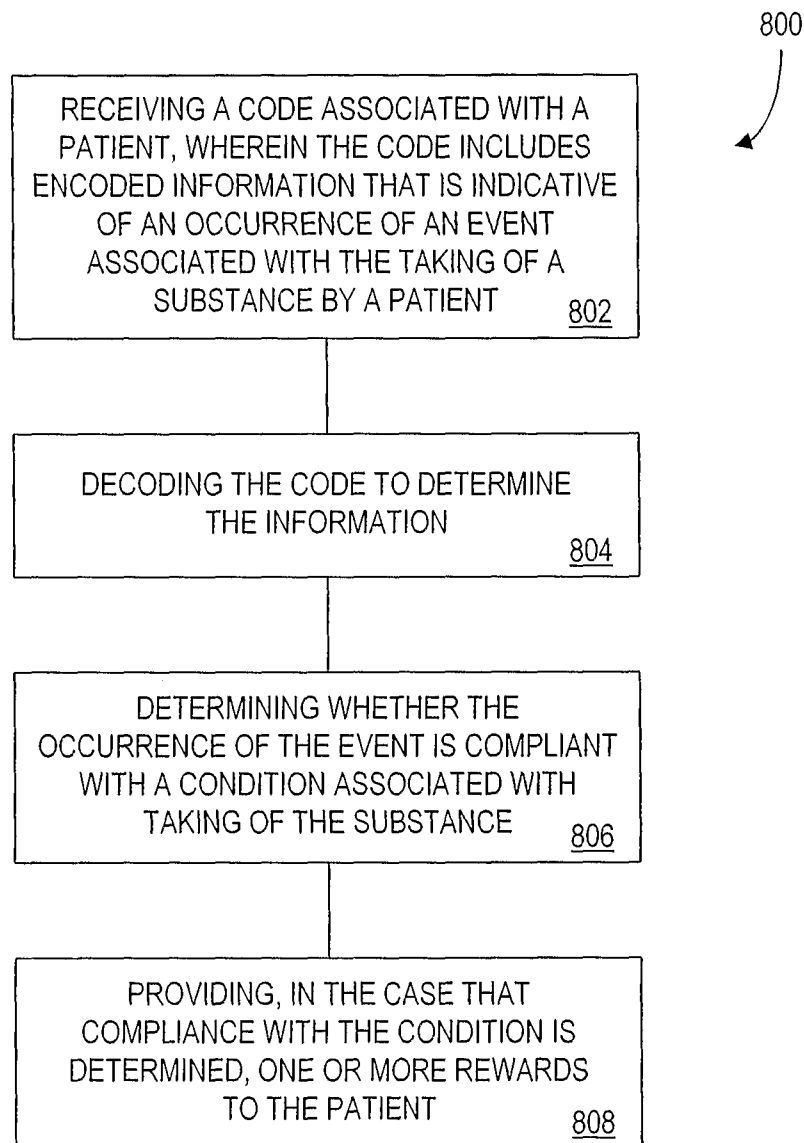 800
RECEIVING A CODE ASSOCIATED WITH A
PATIENT, WHEREIN THE CODE INCLUDES
ENCODED INFORMATION THAT IS INDICATIVE
OF AN OCCURRENCE OF AN EVENT
ASSOCIATED WITH THE TAKING OF A
SUBSTANCE BY A PATIENT
802
DECODING THE CODE TO DETERMINE
THE INFORMATION
804
DETERMINING WHETHER THE
OCCURRENCE OF THE EVENT IS COMPLIANT
WITH A CONDITION ASSOCIATED WITH
TAKING OF THE SUBSTANCE
806
PROVIDING, IN THE CASE THAT
COMPLIANCE WITH THE CONDITION IS
DETERMINED, ONE OR MORE REWARDS
TO THE PATIENT
808